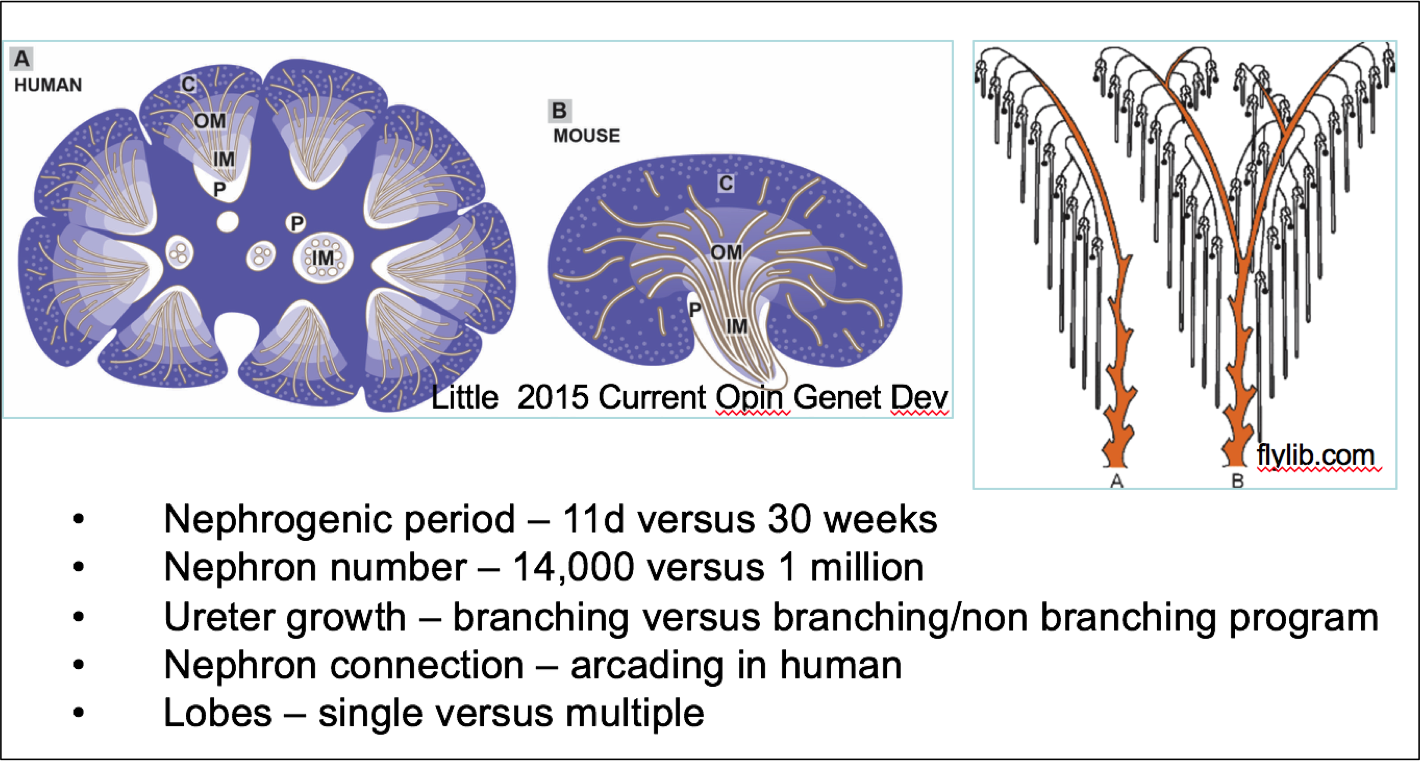 A
HUMAN
C
OM
IM
P
P
IM
B
MOUSE
C
OM
P
IM
Little 2015 Current Opin Genet Dev
flylib.com
A
B
• Nephrogenic period – 11d versus 30 weeks
• Nephron number – 14,000 versus 1 million
• Ureter growth – branching versus branching/non branching program
• Nephron connection – arcading in human
• Lobes – single versus multiple